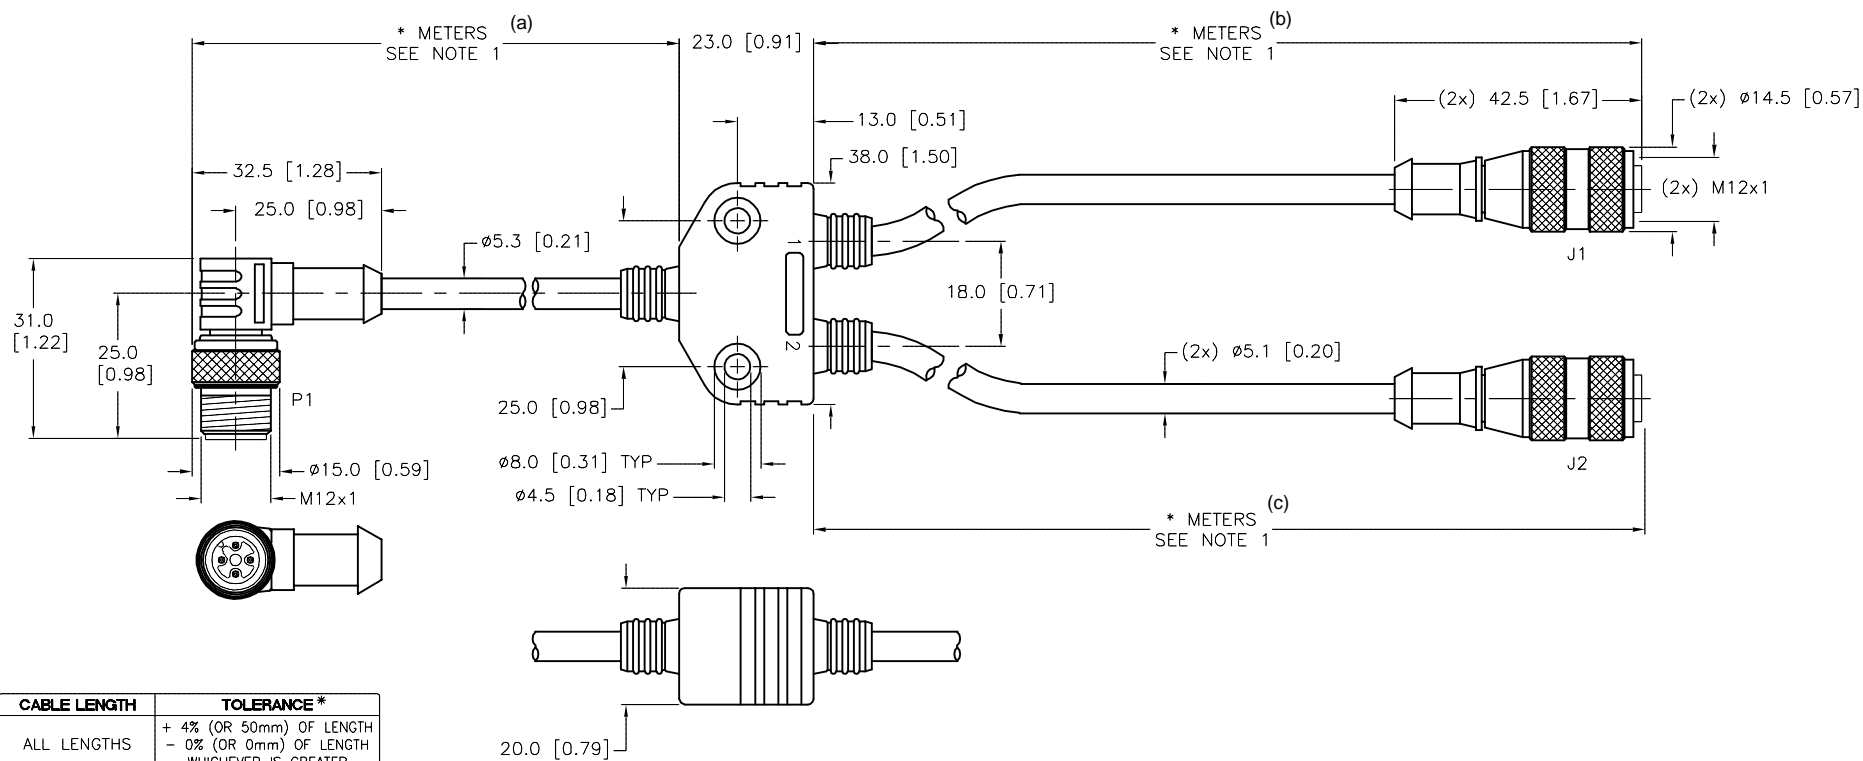 (a)
* METERS
SEE NOTE 1
23.0 [0.91]
(b)
* METERS
SEE NOTE 1
(2x) 42.5 [1.67]
(2x) ø14.5 [0.57]
13.0 [0.51]
38.0 [1.50]
32.5 [1.28]
25.0 [0.98]
(2x) M12x1
ø5.3 [0.21]
1
J1
18.0 [0.71]
31.0
[1.22]
25.0
[0.98]
2
(2x) ø5.1 [0.20]
P1
25.0 [0.98]
ø8.0 [0.31] TYP
ø4.5 [0.18] TYP
ø15.0 [0.59]
M12x1
J2
(c)
* METERS
SEE NOTE 1
20.0 [0.79]
CABLE LENGTH
TOLERANCE *
ALL LENGTHS
+ 4% (OR 50mm) OF LENGTH
- 0% (OR 0mm) OF LENGTH
WHICHEVER IS GREATER